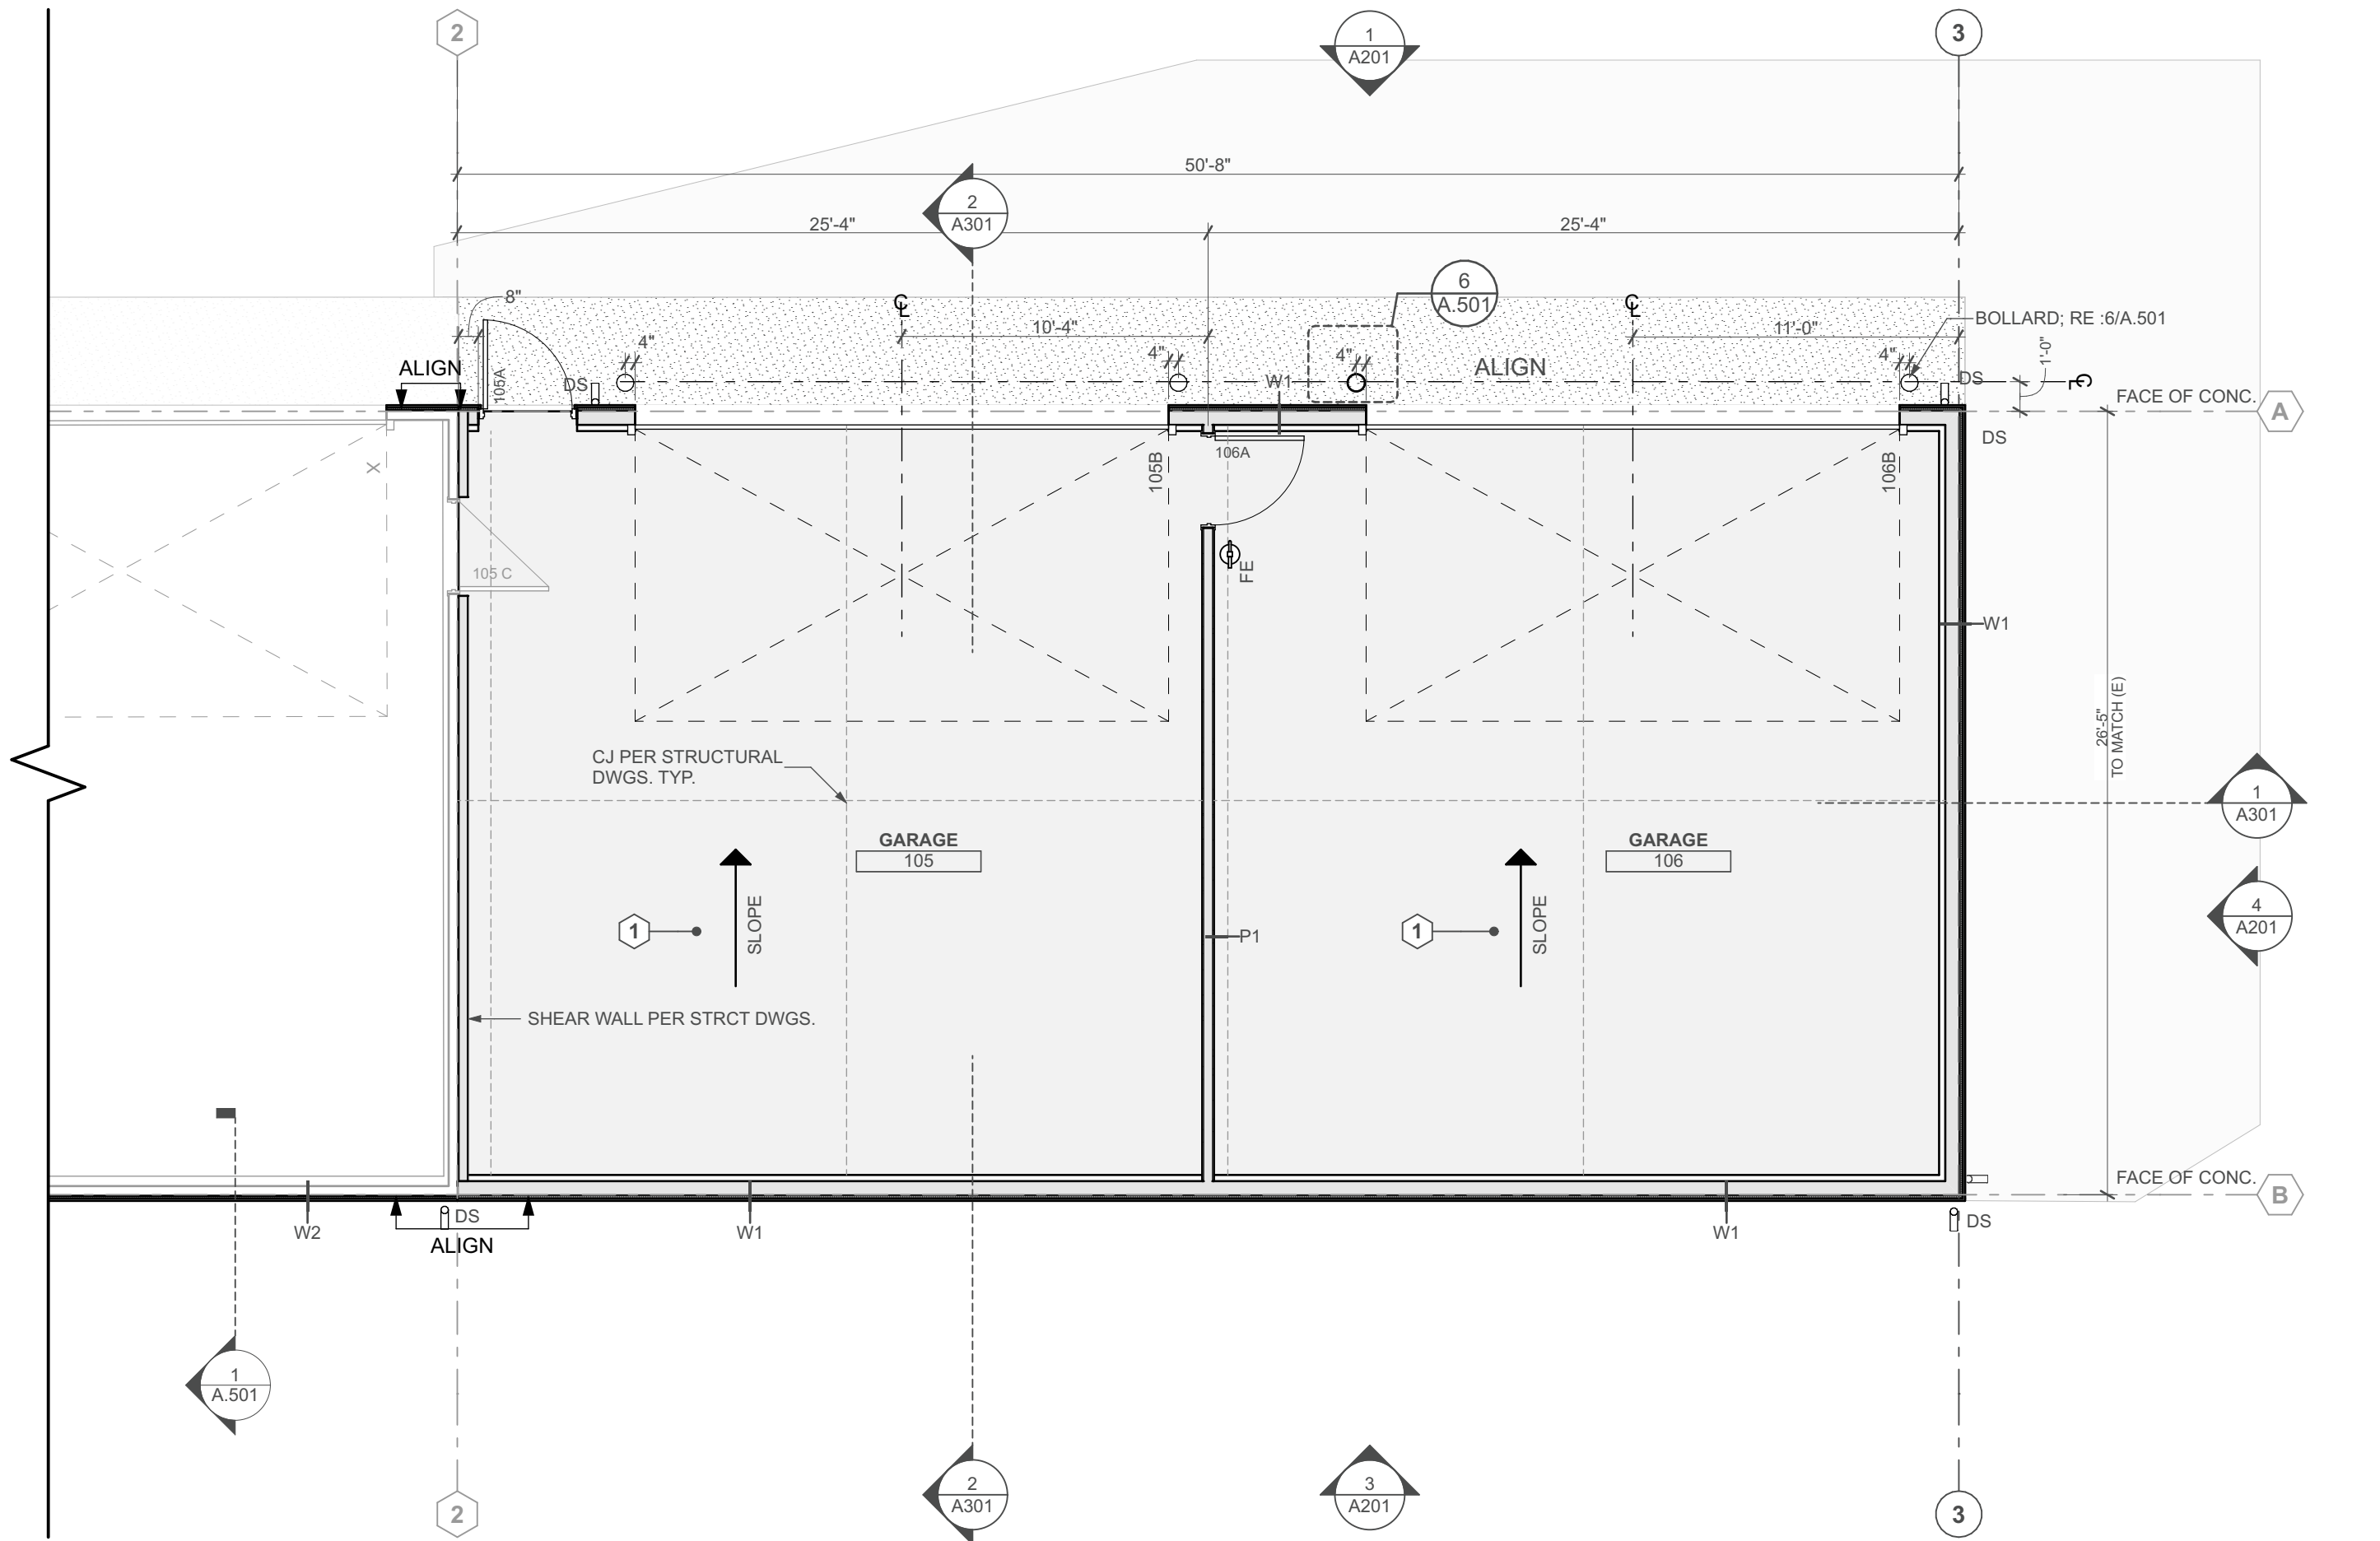 2
1
A201
3
50'-8"
2
A301
25'-4"
25'-4"
6
A.501
8"
10'-4"
11'-0"
BOLLARD; RE :6/A.501
4"
4"
4"
4"
1'-0"
ALIGN
105A
DS
W1
ALIGN
DS
FACE OF CONC.
A
DS
X
106A
105B
106B
105 C
FE
W1
26'-5"
TO MATCH (E)
CJ PER STRUCTURAL
DWGS. TYP.
1
A301
GARAGE
105
GARAGE
106
4
A201
1
SLOPE
P1
1
SLOPE
SHEAR WALL PER STRCT DWGS.
FACE OF CONC.
B
W2
DS
ALIGN
W1
W1
DS
1
A.501
2
2
A301
3
A201
3